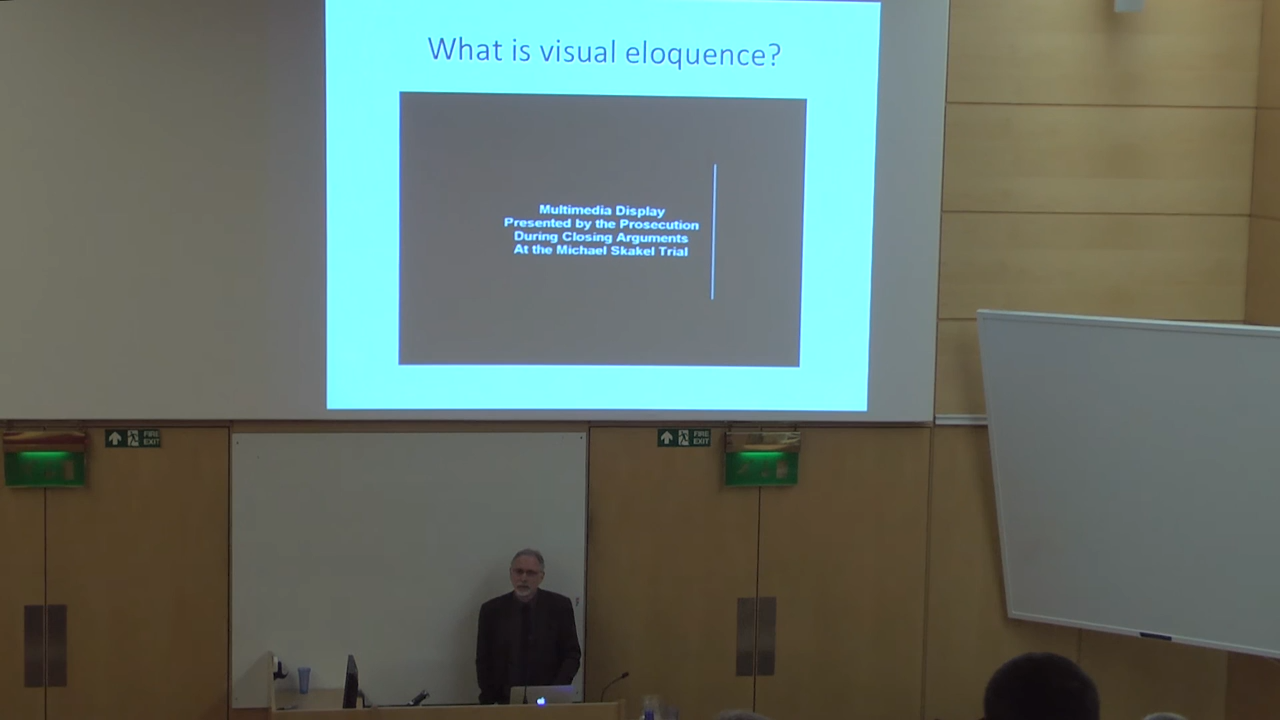 What is visual eloquence?
Multimedia Display
Presented by the Prosecution
During Closing Arguments
At the Michael Skakel Trial
FIRE
EXIT
FIRE
EXIT